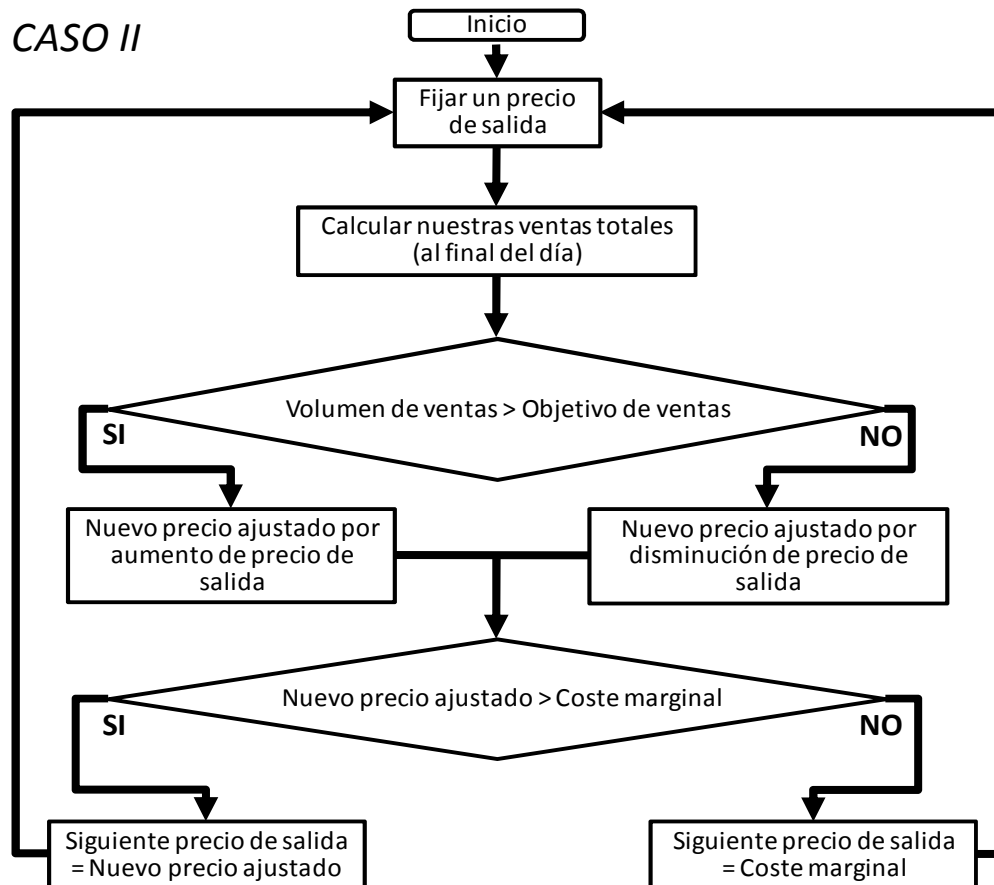 CASO II
Inicio
Fijar un precio
de salida
Calcular nuestras ventas totales
(al final del día)
Volumen de ventas > Objetivo de ventas
SI
NO
Nuevo precio ajustado por
aumento de precio de
salida
Nuevo precio ajustado por
disminución de precio de
salida
Nuevo precio ajustado > Coste marginal
SI
NO
Siguiente precio de salida
= Nuevo precio ajustado
Siguiente precio de salida
= Coste marginal